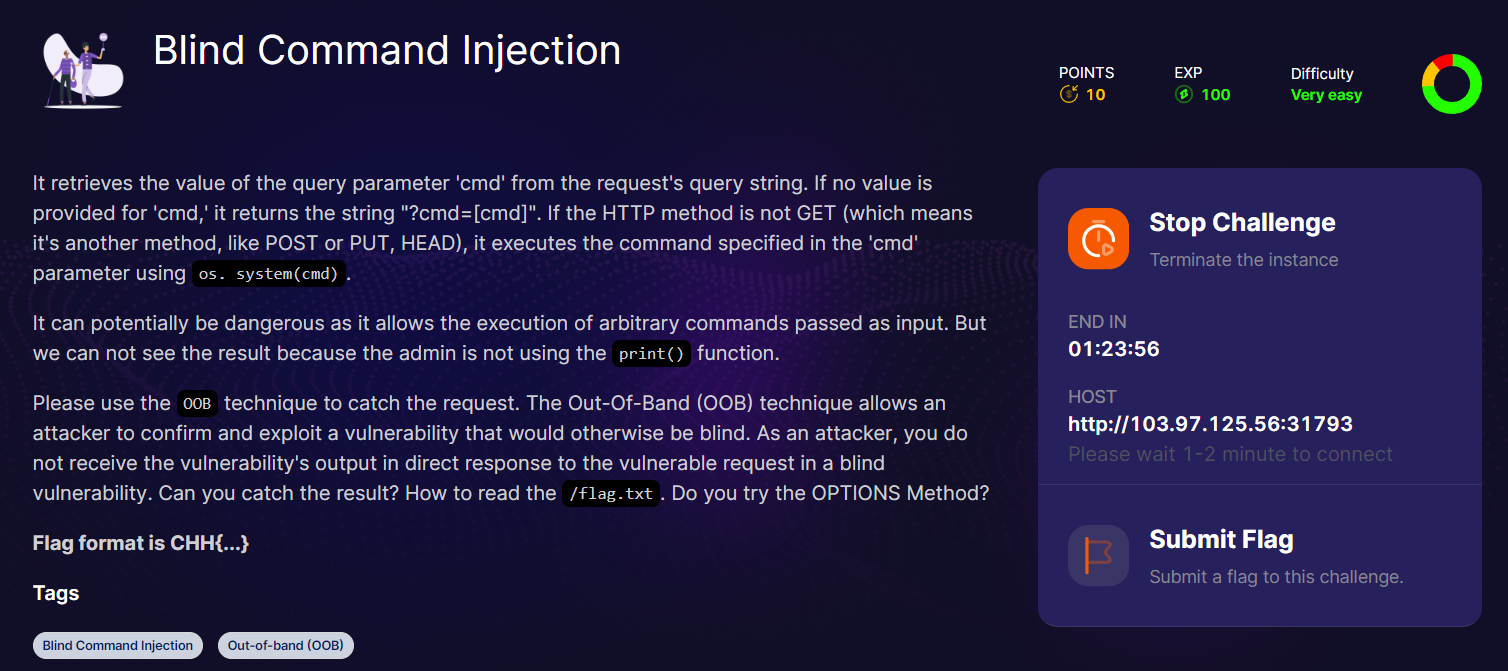 Blind Command Injection
POINTS
10
EXP
100
Difficulty
Very easy
It retrieves the value of the query parameter 'cmd' from the request's query string. If no value is
provided for 'cmd,' it returns the string "?cmd=[cmd]". If the HTTP method is not GET (which means
it's another method, like POST or PUT, HEAD), it executes the command specified in the 'cmd'
parameter using os. system(cmd).
It can potentially be dangerous as it allows the execution of arbitrary commands passed as input. But
we can not see the result because the admin is not using the print() function.
Please use the OOB technique to catch the request. The Out-Of-Band (OOB) technique allows an
attacker to confirm and exploit a vulnerability that would otherwise be blind. As an attacker, you do
not receive the vulnerability's output in direct response to the vulnerable request in a blind
vulnerability. Can you catch the result? How to read the /flag.txt. Do you try the OPTIONS Method?
Flag format is CHH{...}
Tags
Blind Command Injection
Out-of-band (OOB)
Stop Challenge
Terminate the instance
END IN
01:23:56
HOST
http://103.97.125.56:31793
Please wait 1-2 minute to connect
Submit Flag
Submit a flag to this challenge.